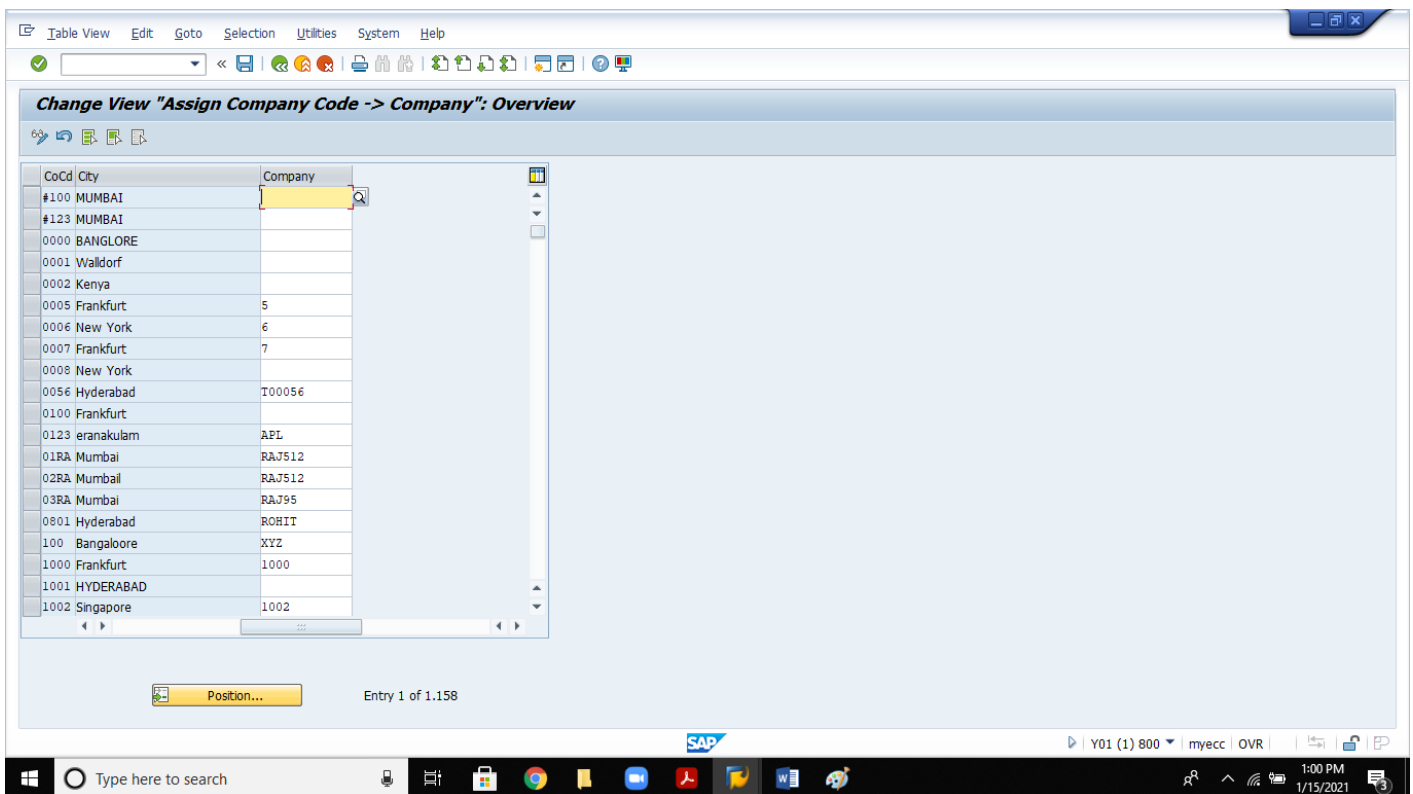 Table View Edit Goto Selection Utilities System Help
Change View "Assign Company Code -> Company": Overview
CoCd City Company
#100 MUMBAI
#123 MUMBAI
0000 BANGLORE
0001 Walldorf
0002 Kenya
0005 Frankfurt 5
0006 New York 6
0007 Frankfurt 7
0008 New York
0056 Hyderabad T00056
0100 Frankfurt
0123 eranakulam APL
01RA Mumbai RAJ512
02RA Mumbail RAJ512
03RA Mumbai RAJ95
0801 Hyderabad ROHIT
100 Bangaloore XYZ
1000 Frankfurt 1000
1001 HYDERABAD
1002 Singapore 1002
Position... Entry 1 of 1.158
SAP Y01 (1) 800 myecc OVR
Type here to search
1:00 PM
1/15/2021
3